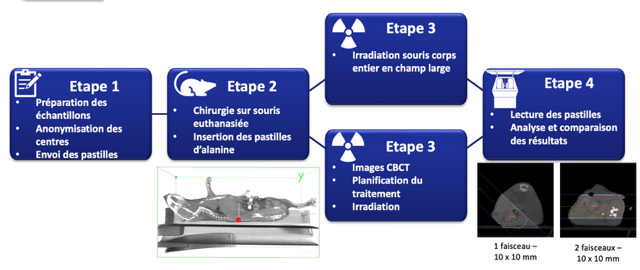 Etape 1
Préparation des
échantillons
Anonymisation des
centres
Envoi des pastilles
Etape 2
Chirurgie sur souris
euthanasiée
Insertion des pastilles
d'alanine
y
Etape 3
Irradiation souris corps
entier en champ large
Etape 3
Images CBCT
Planification du
traitement
Irradiation
Etape 4
Lecture des pastilles
Analyse et comparaison
des résultats
1 faisceau –
10 x 10 mm
2 faisceaux –
10 x 10 mm